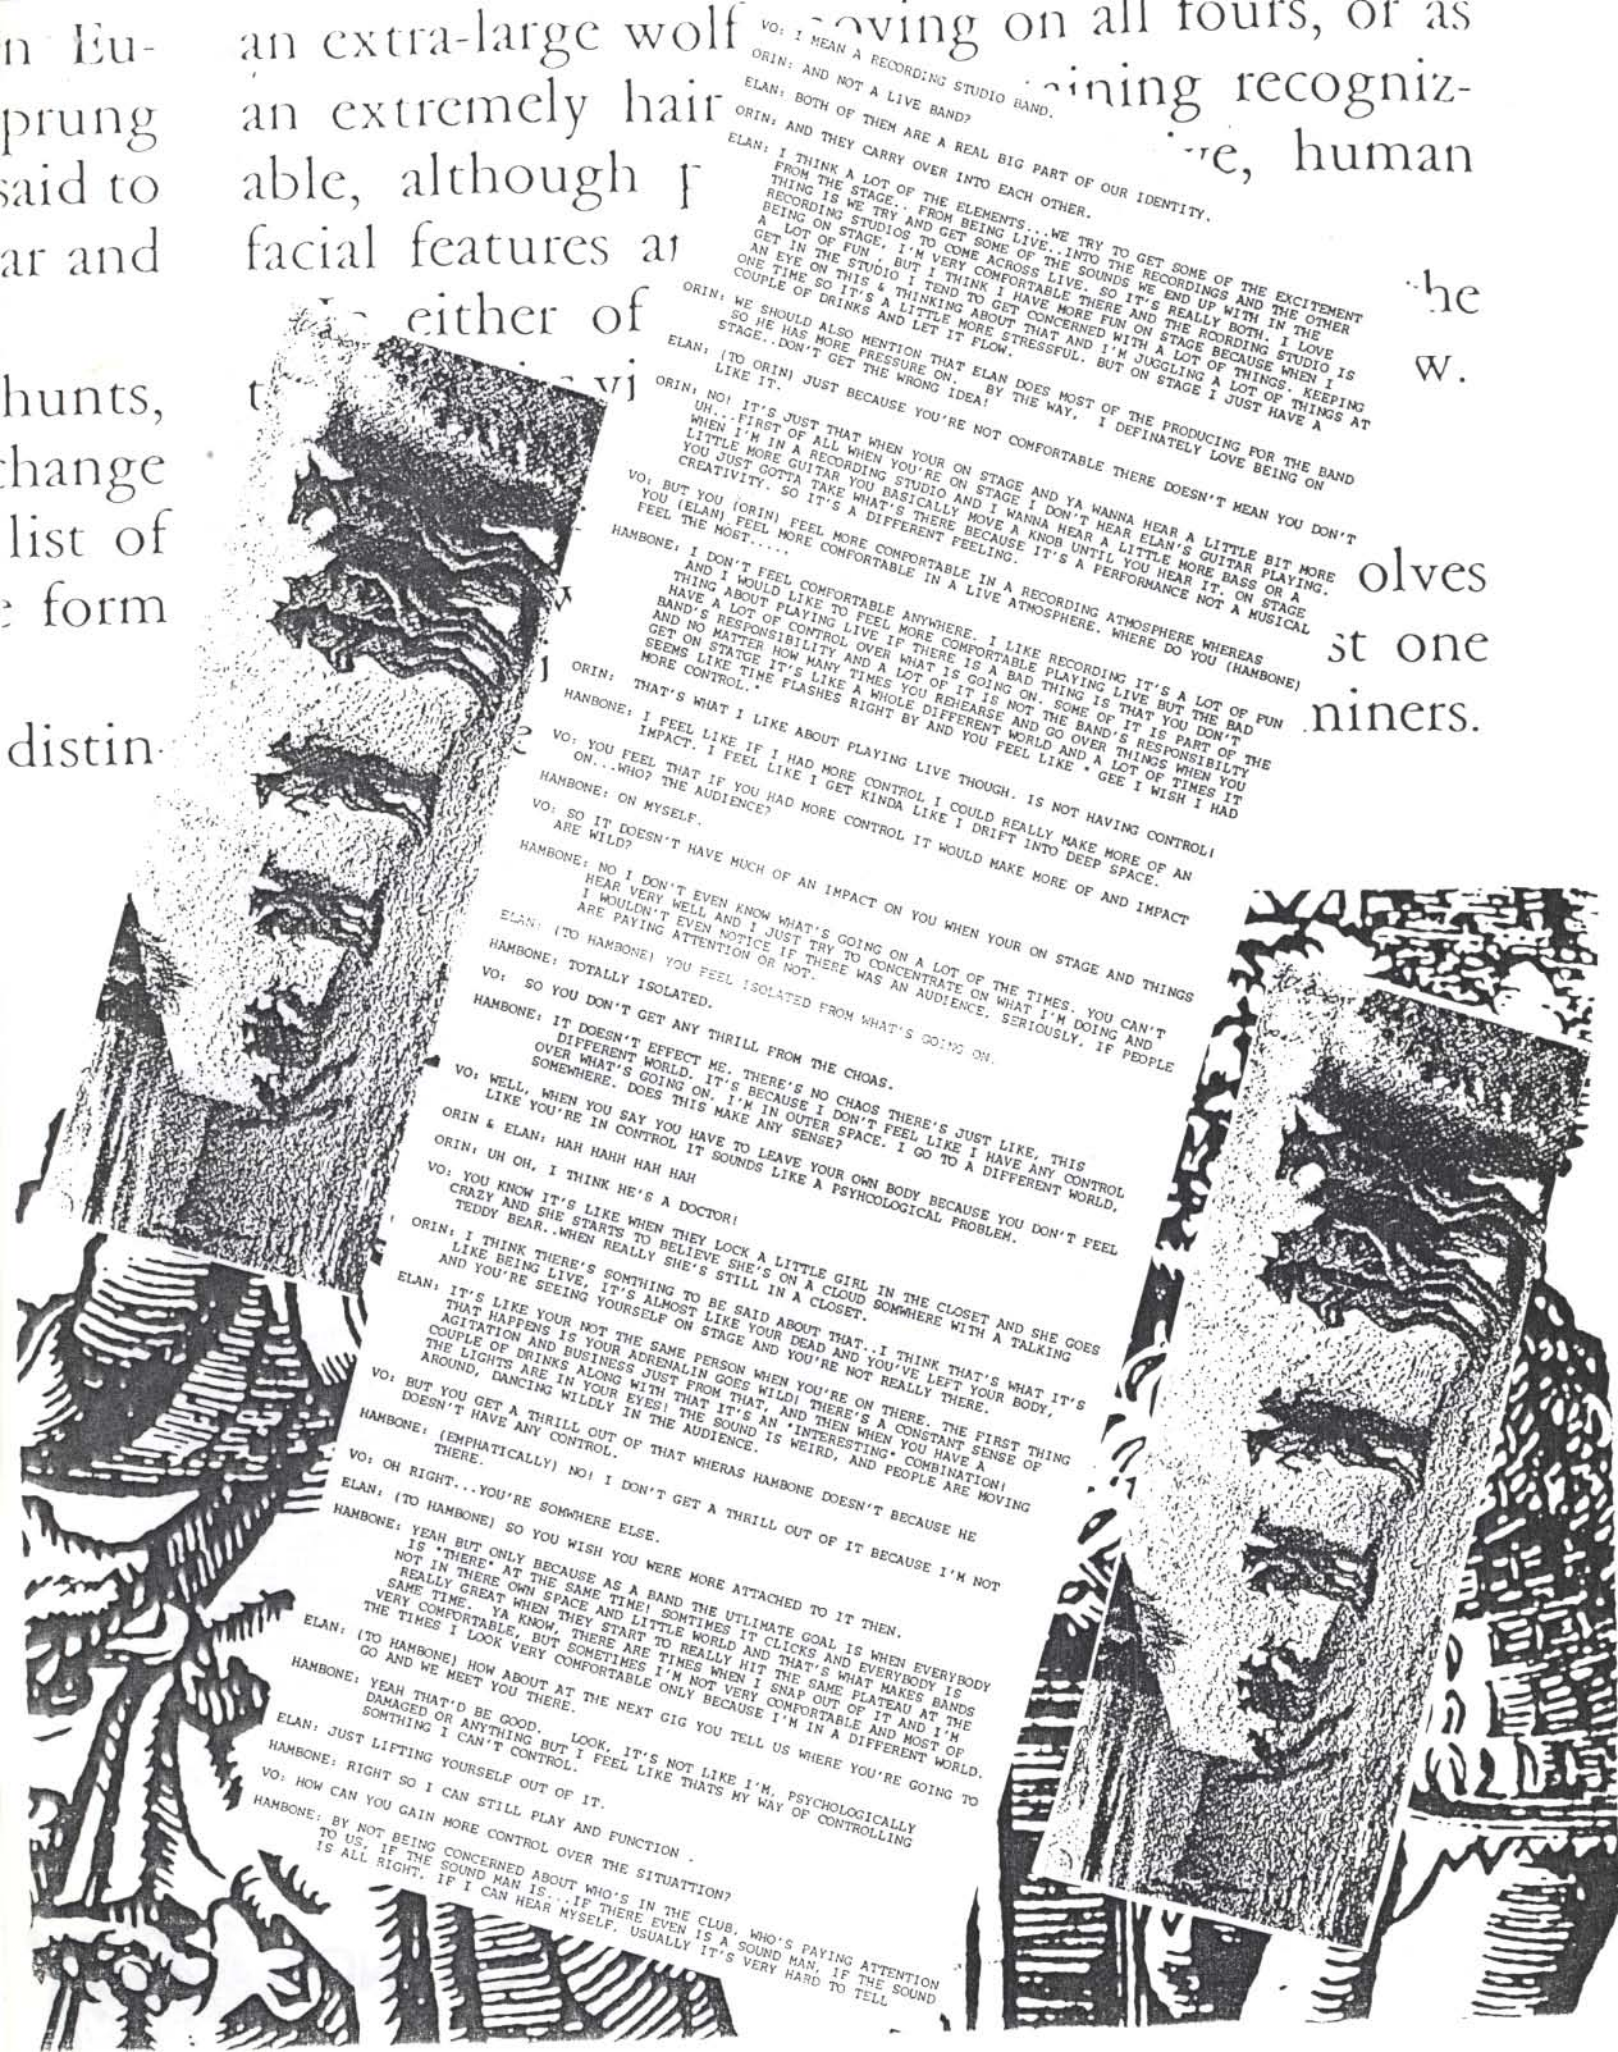 n Eu-
prung
said to
ar and
hunts,
change
list of
e form
distin
an extra-large wolf moving on all fours, or as
an extremely hair ining recogniz-
able, although p ve, human
facial features ar he
either of w.
t vi
olves
st one
niners.
VO: I MEAN A RECORDING STUDIO BAND.
ORIN: AND NOT A LIVE BAND?
ELAN: BOTH OF THEM ARE A REAL BIG PART OF OUR IDENTITY.
ORIN: AND THEY CARRY OVER INTO EACH OTHER.
ELAN: I THINK A LOT OF THE ELEMENTS...WE TRY TO GET SOME OF THE EXCITEMENT
FROM THE STAGE.. FROM BEING LIVE..INTO THE RECORDINGS AND THE OTHER
THING IS WE TRY AND GET SOME OF THE SOUNDS WE END UP WITH IN THE
RECORDING STUDIOS TO COME ACROSS LIVE. SO IT'S REALLY BOTH. I LOVE
BEING ON STAGE, I'M VERY COMFORTABLE THERE AND THE RCORDING STUDIO IS
A LOT OF FUN , BUT I THINK I HAVE MORE FUN ON STAGE BECAUSE WHEN I
GET IN THE STUDIO I TEND TO GET CONCERNED WITH A LOT OF THINGS. KEEPING
AN EYE ON THIS & THINKING ABOUT THAT AND I'M JUGGLING A LOT OF THINGS AT
ONE TIME SO IT'S A LITTLE MORE STRESSFUL. BUT ON STAGE I JUST HAVE A
COUPLE OF DRINKS AND LET IT FLOW.
ORIN: WE SHOULD ALSO MENTION THAT ELAN DOES MOST OF THE PRODUCING FOR THE BAND
SO HE HAS MORE PRESSURE ON. BY THE WAY, I DEFINATELY LOVE BEING ON
STAGE..DON'T GET THE WRONG IDEA!
ELAN: (TO ORIN) JUST BECAUSE YOU'RE NOT COMFORTABLE THERE DOESN'T MEAN YOU DON'T
LIKE IT.
ORIN: NO! IT'S JUST THAT WHEN YOUR ON STAGE AND YA WANNA HEAR A LITTLE BIT MORE
UH...FIRST OF ALL WHEN YOU'RE ON STAGE I DON'T HEAR ELAN'S GUITAR PLAYING.
WHEN I'M IN A RECORDING STUDIO AND I WANNA HEAR A LITTLE MORE BASS OR A
LITTLE MORE GUITAR YOU BASICALLY MOVE A KNOB UNTIL YOU HEAR IT. ON STAGE
YOU JUST GOTTA TAKE WHAT'S THERE BECAUSE IT'S A PERFORMANCE NOT A MUSICAL
CREATIVITY. SO IT'S A DIFFERENT FEELING.
VO: BUT YOU (ORIN) FEEL MORE COMFORTABLE IN A RECORDING ATMOSPHERE WHEREAS
YOU (ELAN) FEEL MORE COMFORTABLE IN A LIVE ATMOSPHERE. WHERE DO YOU (HAMBONE)
FEEL THE MOST.....
HAMBONE: I DON'T FEEL COMFORTABLE ANYWHERE. I LIKE RECORDING IT'S A LOT OF FUN
AND I WOULD LIKE TO FEEL MORE COMFORTABLE PLAYING LIVE BUT THE BAD
THING ABOUT PLAYING LIVE IF THERE IS A BAD THING IS THAT YOU DON'T
HAVE A LOT OF CONTROL OVER WHAT IS GOING ON. SOME OF IT IS PART OF THE
BAND'S RESPONSIBILITY AND A LOT OF IT IS NOT THE BAND'S RESPONSIBILTY
AND NO MATTER HOW MANY TIMES YOU REHEARSE AND GO OVER THINGS WHEN YOU
GET ON STATGE IT'S LIKE A WHOLE DIFFERENT WORLD AND A LOT OF TIMES IT
SEEMS LIKE TIME FLASHES RIGHT BY AND YOU FEEL LIKE " GEE I WISH I HAD
MORE CONTROL."
ORIN: THAT'S WHAT I LIKE ABOUT PLAYING LIVE THOUGH. IS NOT HAVING CONTROL!
HANBONE: I FEEL LIKE IF I HAD MORE CONTROL I COULD REALLY MAKE MORE OF AN
IMPACT. I FEEL LIKE I GET KINDA LIKE I DRIFT INTO DEEP SPACE.
VO: YOU FEEL THAT IF YOU HAD MORE CONTROL IT WOULD MAKE MORE OF AND IMPACT
ON...WHO? THE AUDIENCE?
HAMBONE: ON MYSELF.
VO: SO IT DOESN'T HAVE MUCH OF AN IMPACT ON YOU WHEN YOUR ON STAGE AND THINGS
ARE WILD?
HAMBONE: NO I DON'T EVEN KNOW WHAT'S GOING ON A LOT OF THE TIMES. YOU CAN'T
HEAR VERY WELL AND I JUST TRY TO CONCENTRATE ON WHAT I'M DOING AND
I WOULDN'T EVEN NOTICE IF THERE WAS AN AUDIENCE. SERIOUSLY, IF PEOPLE
ARE PAYING ATTENTION OR NOT.
ELAN: (TO HAMBONE) YOU FEEL ISOLATED FROM WHAT'S GOING ON.
HAMBONE: TOTALLY ISOLATED.
VO: SO YOU DON'T GET ANY THRILL FROM THE CHOAS.
HAMBONE: IT DOESN'T EFFECT ME. THERE'S NO CHAOS THERE'S JUST LIKE, THIS
DIFFERENT WORLD. IT'S BECAUSE I DON'T FEEL LIKE I HAVE ANY CONTROL
OVER WHAT'S GOING ON. I'M IN OUTER SPACE. I GO TO A DIFFERENT WORLD,
SOMEWHERE. DOES THIS MAKE ANY SENSE?
VO: WELL, WHEN YOU SAY YOU HAVE TO LEAVE YOUR OWN BODY BECAUSE YOU DON'T FEEL
LIKE YOU'RE IN CONTROL IT SOUNDS LIKE A PSYHCOLOGICAL PROBLEM.
ORIN & ELAN: HAH HAHH HAH HAH
ORIN: UH OH, I THINK HE'S A DOCTOR!
VO: YOU KNOW IT'S LIKE WHEN THEY LOCK A LITTLE GIRL IN THE CLOSET AND SHE GOES
CRAZY AND SHE STARTS TO BELIEVE SHE'S ON A CLOUD SOMWHERE WITH A TALKING
TEDDY BEAR..WHEN REALLY SHE'S STILL IN A CLOSET.
ORIN: I THINK THERE'S SOMTHING TO BE SAID ABOUT THAT..I THINK THAT'S WHAT IT'S
LIKE BEING LIVE, IT'S ALMOST LIKE YOUR DEAD AND YOU'VE LEFT YOUR BODY,
AND YOU'RE SEEING YOURSELF ON STAGE AND YOU'RE NOT REALLY THERE.
ELAN: IT'S LIKE YOUR NOT THE SAME PERSON WHEN YOU'RE ON THERE. THE FIRST THING
THAT HAPPENS IS YOUR ADRENALIN GOES WILD! THERE'S A CONSTANT SENSE OF
AGITATION AND BUSINESS JUST FROM THAT, AND THEN WHEN YOU HAVE A
COUPLE OF DRINKS ALONG WITH THAT IT'S AN "INTERESTING" COMBINATION!
THE LIGHTS ARE IN YOUR EYES! THE SOUND IS WEIRD, AND PEOPLE ARE MOVING
AROUND, DANCING WILDLY IN THE AUDIENCE.
VO: BUT YOU GET A THRILL OUT OF THAT WHERAS HAMBONE DOESN'T BECAUSE HE
DOESN'T HAVE ANY CONTROL.
HAMBONE: (EMPHATICALLY) NO! I DON'T GET A THRILL OUT OF IT BECAUSE I'M NOT
THERE.
VO: OH RIGHT...YOU'RE SOMWHERE ELSE.
ELAN: (TO HAMBONE) SO YOU WISH YOU WERE MORE ATTACHED TO IT THEN.
HAMBONE: YEAH BUT ONLY BECAUSE AS A BAND THE UTLIMATE GOAL IS WHEN EVERYBODY
IS "THERE" AT THE SAME TIME! SOMTIMES IT CLICKS AND EVERYBODY IS
NOT IN THERE OWN SPACE AND LITTLE WORLD AND THAT'S WHAT MAKES BANDS
REALLY GREAT WHEN THEY START TO REALLY HIT THE SAME PLATEAU AT THE
SAME TIME. YA KNOW, THERE ARE TIMES WHEN I SNAP OUT OF IT AND I'M
VERY COMFORTABLE, BUT SOMETIMES I'M NOT VERY COMFORTABLE AND MOST OF
THE TIMES I LOOK VERY COMFORTABLE ONLY BECAUSE I'M IN A DIFFERENT WORLD.
ELAN: (TO HAMBONE) HOW ABOUT AT THE NEXT GIG YOU TELL US WHERE YOU'RE GOING TO
GO AND WE MEET YOU THERE.
HAMBONE: YEAH THAT'D BE GOOD. LOOK, IT'S NOT LIKE I'M, PSYCHOLOGICALLY
DAMAGED OR ANYTHING BUT I FEEL LIKE THATS MY WAY OF CONTROLLING
SOMTHING I CAN'T CONTROL.
ELAN: JUST LIFTING YOURSELF OUT OF IT.
HAMBONE: RIGHT SO I CAN STILL PLAY AND FUNCTION .
VO: HOW CAN YOU GAIN MORE CONTROL OVER THE SITUATTION?
HAMBONE: BY NOT BEING CONCERNED ABOUT WHO'S IN THE CLUB, WHO'S PAYING ATTENTION
TO US, IF THE SOUND MAN IS...IF THERE EVEN IS A SOUND MAN, IF THE SOUND
IS ALL RIGHT, IF I CAN HEAR MYSELF. USUALLY IT'S VERY HARD TO TELL